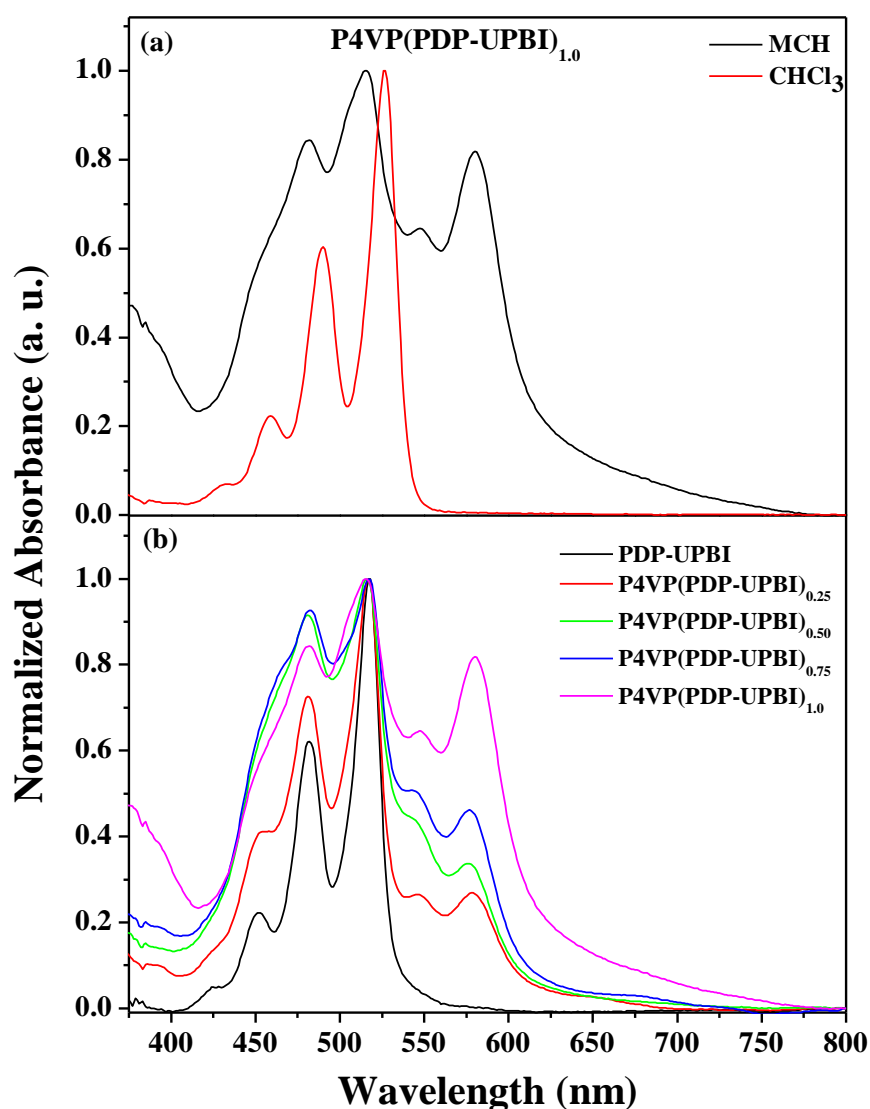 (a) P4VP(PDP-UPBI)1.0
MCH
CHCl3
1.0
0.8
0.6
0.4
0.2
0.0
(b)
PDP-UPBI
P4VP(PDP-UPBI)0.25
P4VP(PDP-UPBI)0.50
P4VP(PDP-UPBI)0.75
P4VP(PDP-UPBI)1.0
1.0
0.8
0.6
0.4
0.2
0.0
400 450 500 550 600 650 700 750 800
Normalized Absorbance (a. u.)
Wavelength (nm)